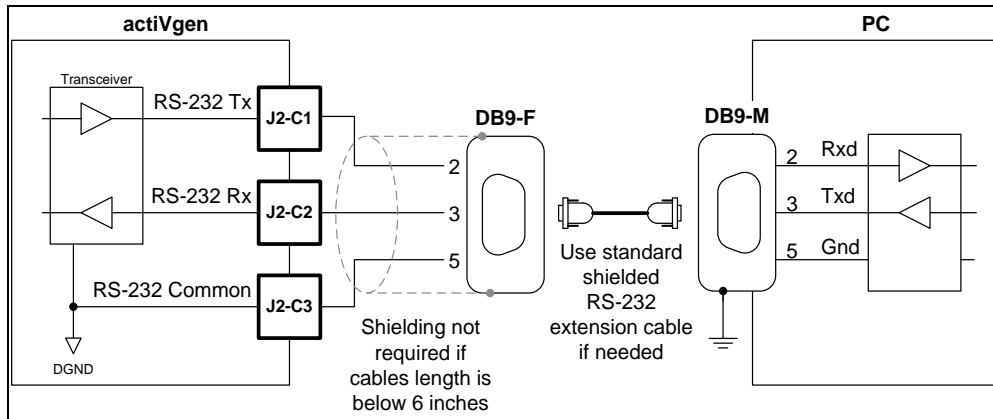 actiVgen
PC
Transceiver
RS-232 Tx
J2-C1
RS-232 Rx
J2-C2
RS-232 Common
J2-C3
DGND
DB9-F
2
3
5
Shielding not
required if
cables length is
below 6 inches
Use standard
shielded
RS-232
extension cable
if needed
DB9-M
2
Rxd
3
Txd
5
Gnd